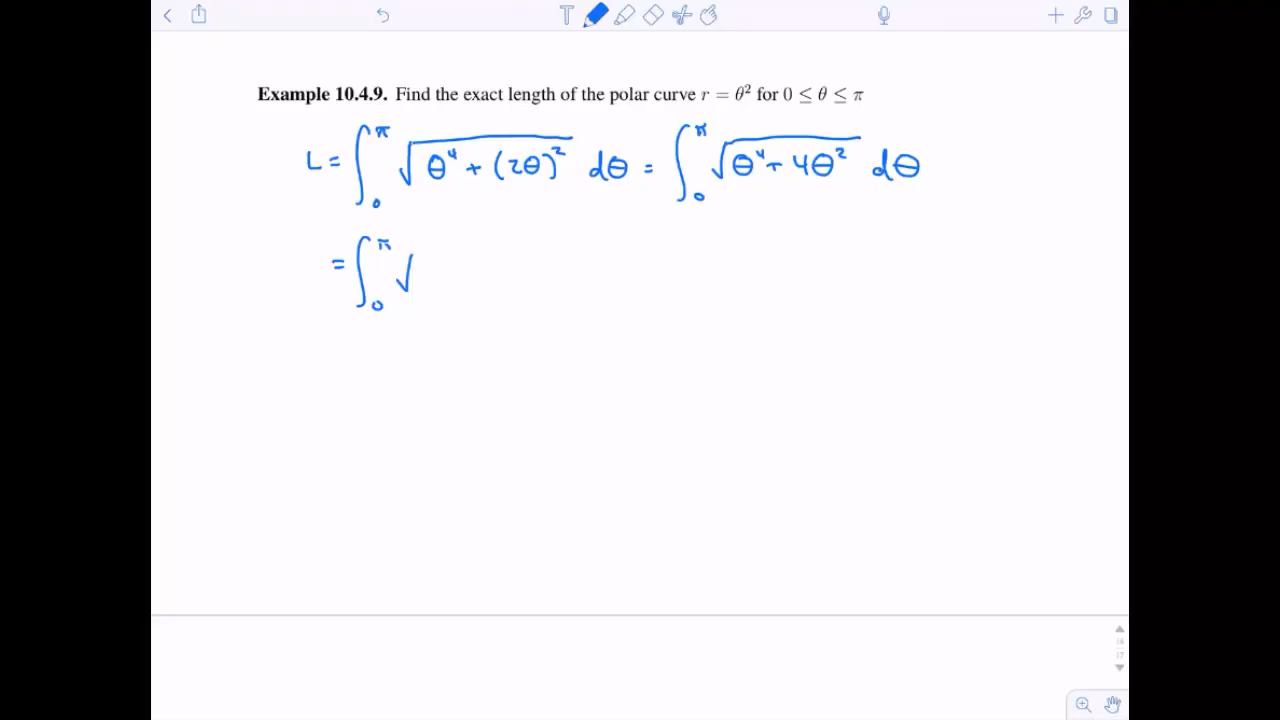 Example 10.4.9. Find the exact length of the polar curve r = θ² for 0 ≤ θ ≤ π
L = ∫₀^π √(θ⁴ + (2θ)²) dθ = ∫₀^π √(θ⁴ + 4θ²) dθ
= ∫₀^π √